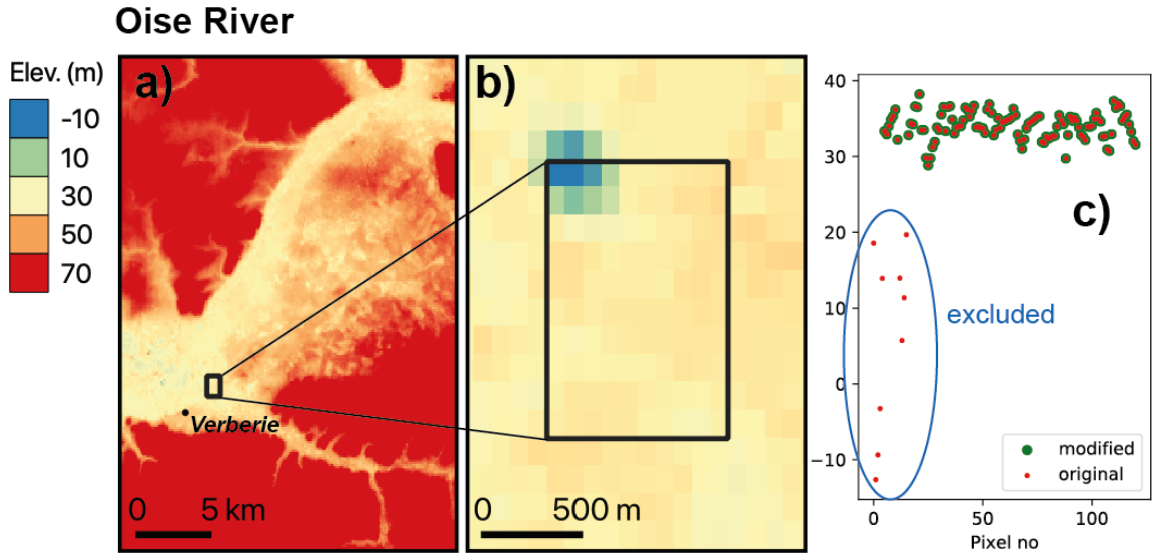 Oise River
Elev. (m)
-10
10
30
50
70
a)
Verberie
0 5 km
b)
0 500 m
40
30
20
10
0
−10
c)
excluded
modified
original
0 50 100
Pixel no